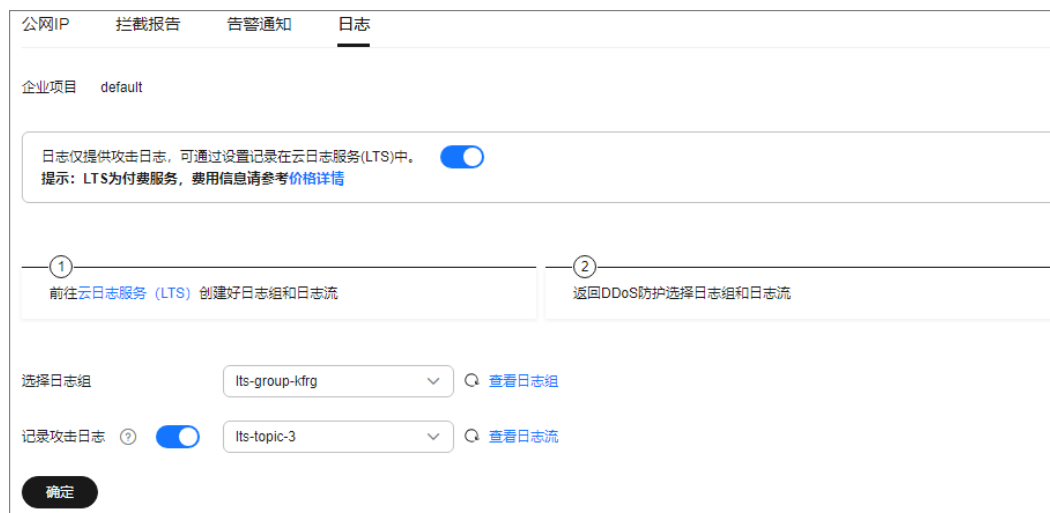 公网IP 拦截报告 告警通知 日志
企业项目 default
日志仅提供攻击日志，可通过设置记录在云日志服务(LTS)中。
提示：LTS为付费服务，费用信息请参考价格详情
1 2
前往云日志服务（LTS）创建好日志组和日志流 返回DDoS防护选择日志组和日志流
选择日志组 lts-group-kfrg 查看日志组
记录攻击日志 ? lts-topic-3 查看日志流
确定